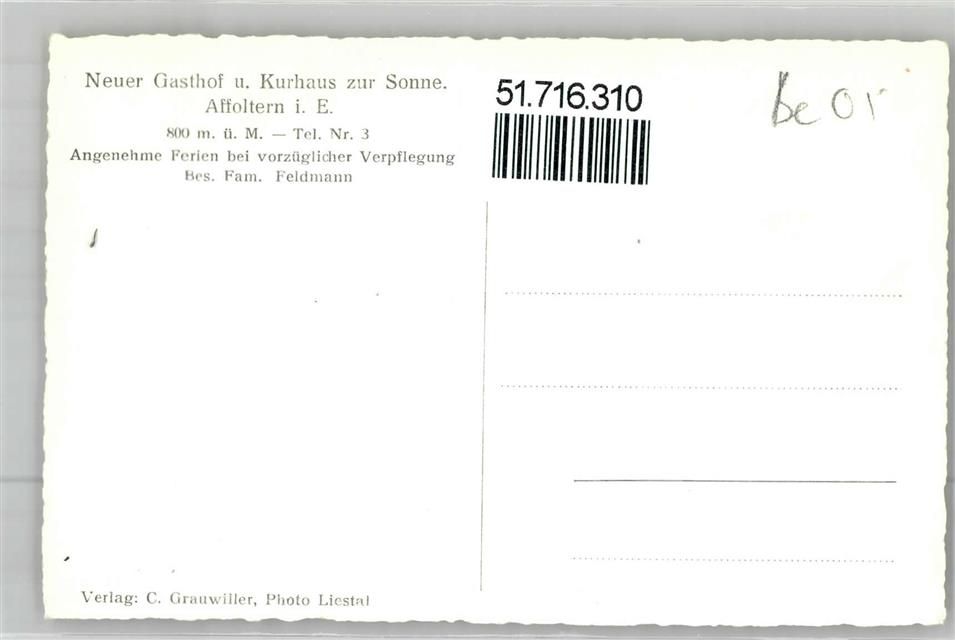 Neuer Gasthof u. Kurhaus zur Sonne.
Affoltern i. E.
800 m. ü. M. — Tel. Nr. 3
Angenehme Ferien bei vorzüglicher Verpflegung
Bes. Fam. Feldmann
51.716.310
Be
Verlag: C. Grauwiller, Photo Liestal